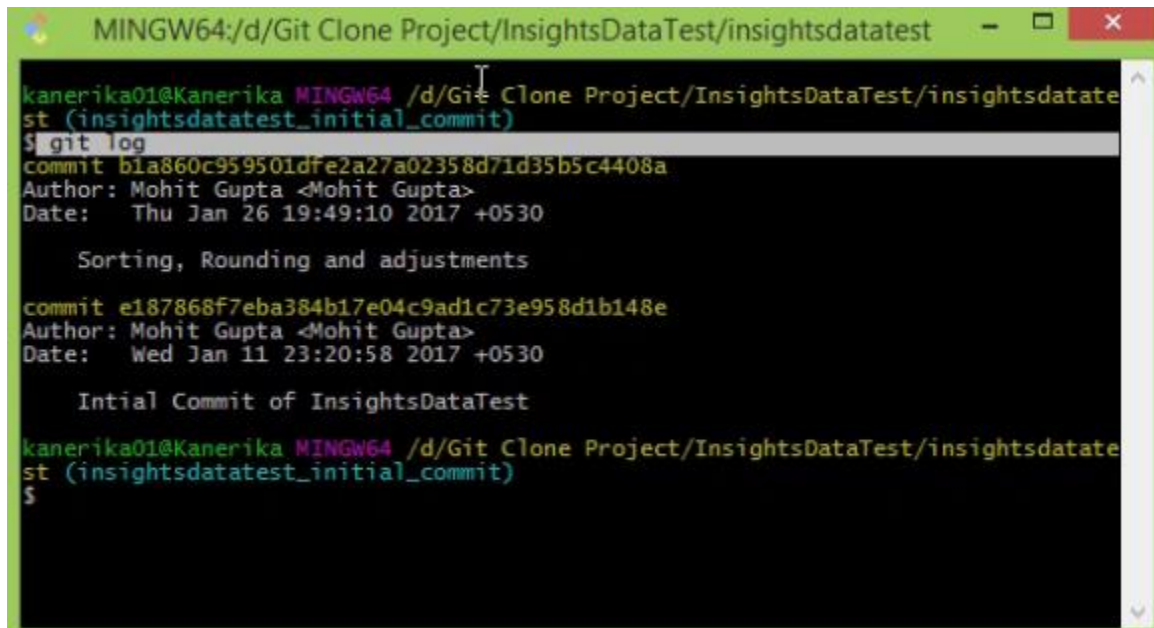 MINGW64:/d/Git Clone Project/InsightsDataTest/insightsdatatest
kanerika01@Kanerika MINGW64 /d/Git Clone Project/InsightsDataTest/insightsdatate
st (insightsdatatest_initial_commit)
$ git log
commit b1a860c959501dfe2a27a02358d71d35b5c4408a
Author: Mohit Gupta <Mohit Gupta>
Date:   Thu Jan 26 19:49:10 2017 +0530
    Sorting, Rounding and adjustments
commit e187868f7eba384b17e04c9ad1c73e958d1b148e
Author: Mohit Gupta <Mohit Gupta>
Date:   Wed Jan 11 23:20:58 2017 +0530
    Intial Commit of InsightsDataTest
kanerika01@Kanerika MINGW64 /d/Git Clone Project/InsightsDataTest/insightsdatate
st (insightsdatatest_initial_commit)
$